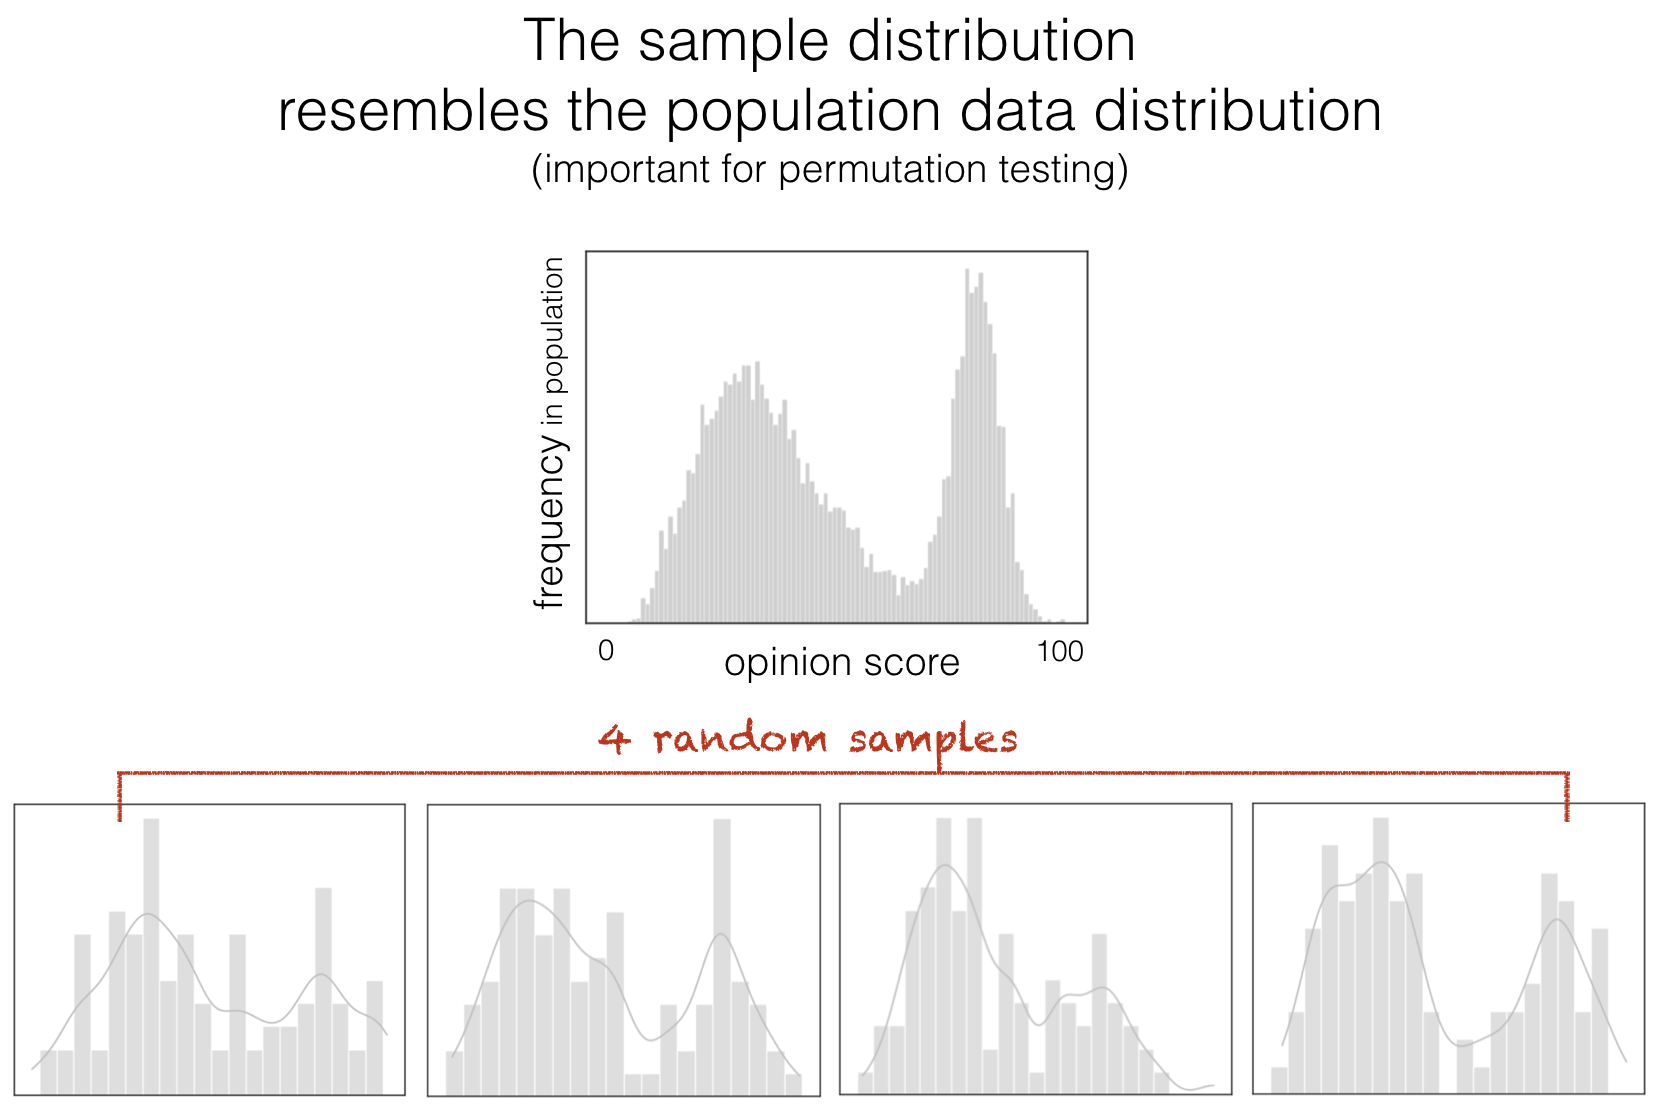 The sample distribution
resembles the population data distribution
(important for permutation testing)
frequency in population
0
100
opinion score
4 random samples